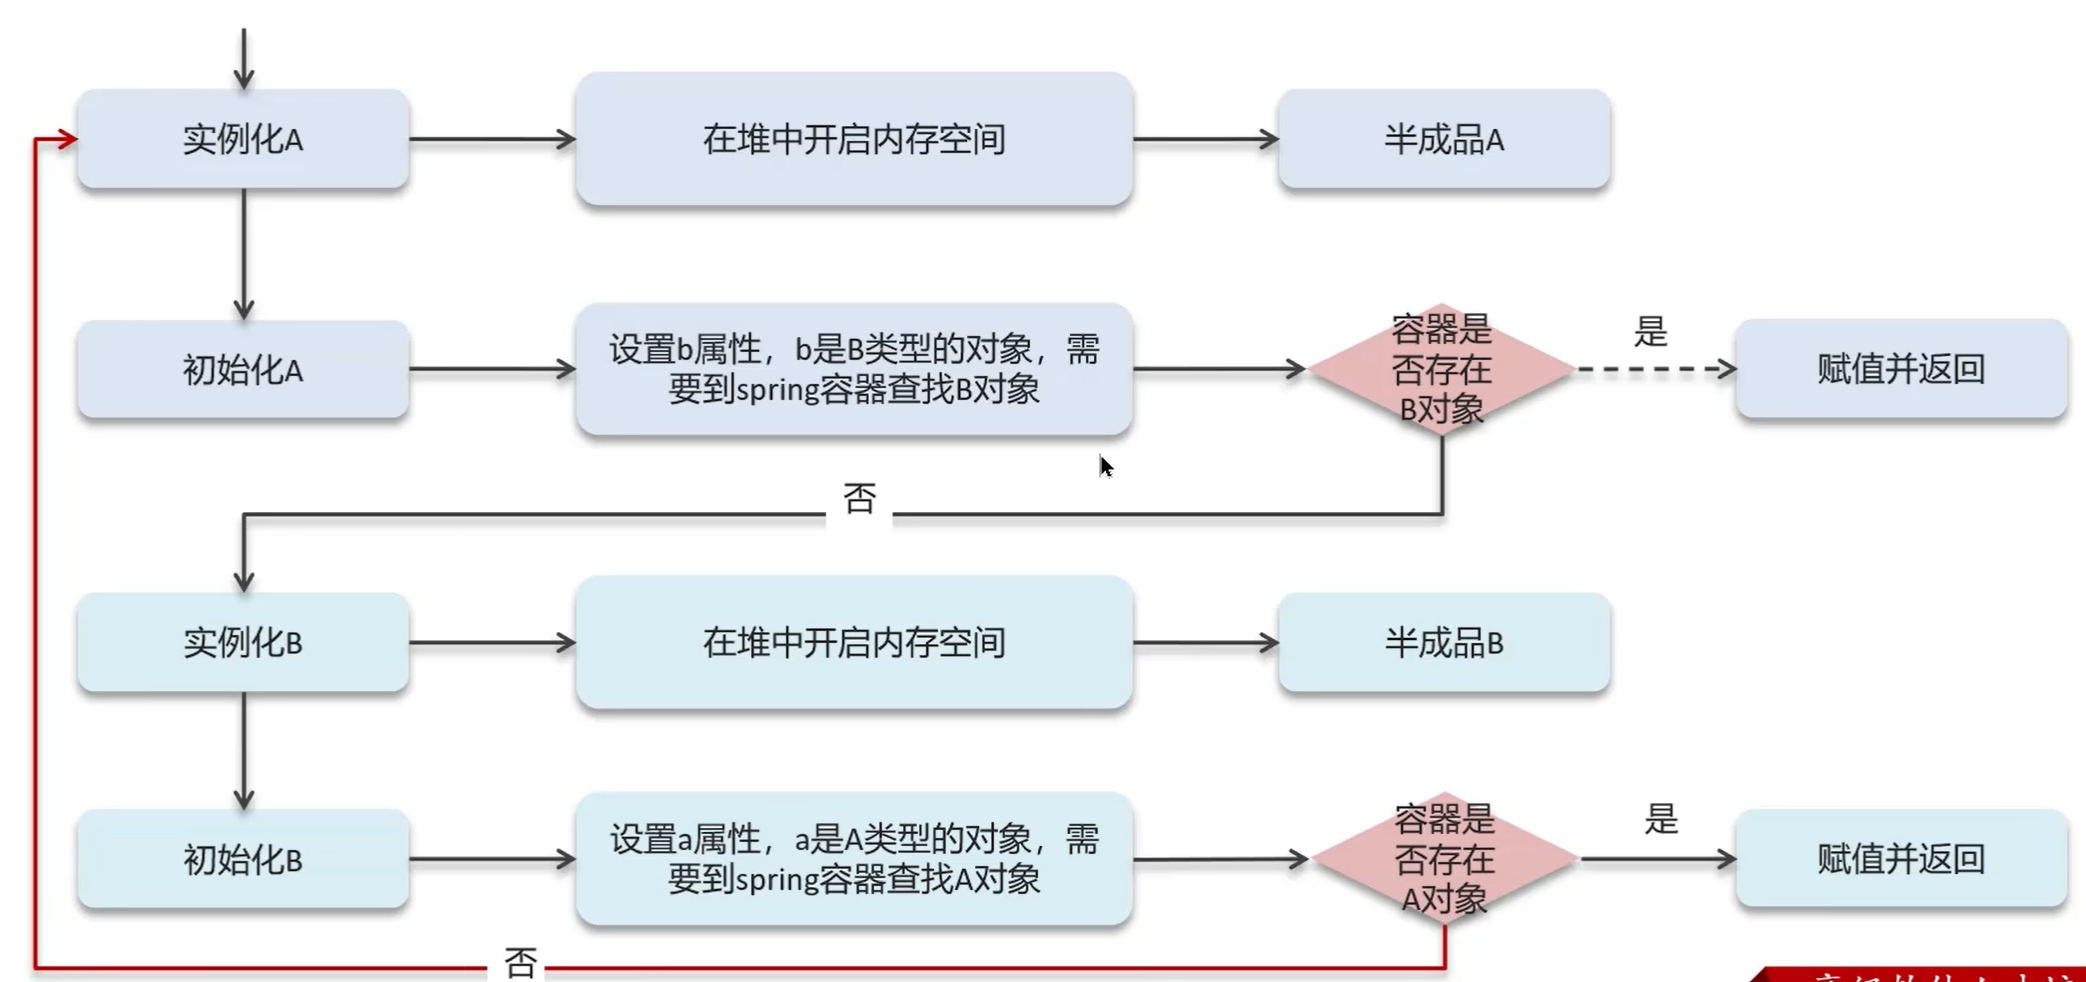 实例化A
在堆中开启内存空间
半成品A
初始化A
设置b属性，b是B类型的对象，需
要到spring容器查找B对象
容器是
否存在
B对象
是
赋值并返回
否
实例化B
在堆中开启内存空间
半成品B
初始化B
设置a属性，a是A类型的对象，需
要到spring容器查找A对象
容器是
否存在
A对象
是
赋值并返回
否